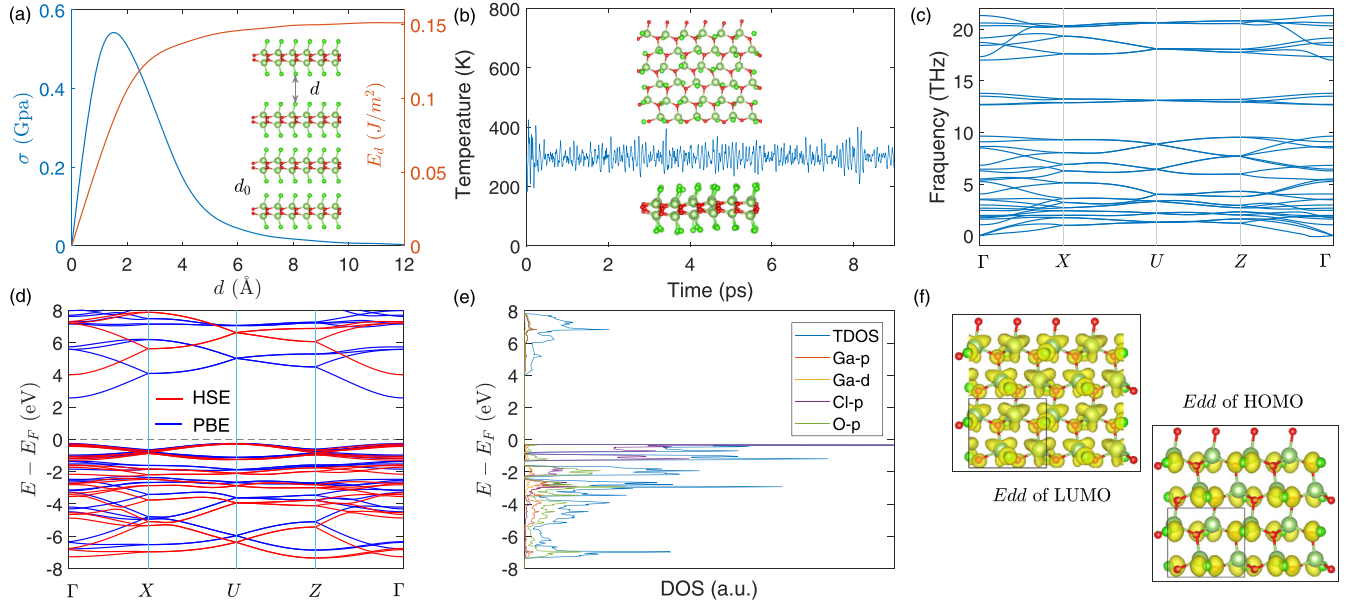 (a)
0.6
0.4
0.2
0
σ (Gpa)
0.15
0.1
0.05
0
E_d (J/m²)
d
d₀
0 2 4 6 8 10 12
d (Å)
(b)
800
600
400
200
0
Temperature (K)
0 2 4 6 8
Time (ps)
(c)
20
15
10
5
0
Fraquency (THz)
Γ X U Z Γ
(d)
8
6
4
2
0
-2
-4
-6
-8
E − E_F (eV)
HSE
PBE
Γ X U Z Γ
(e)
8
6
4
2
0
-2
-4
-6
-8
E − E_F (eV)
TDOS
Ga-p
Ga-d
Cl-p
O-p
DOS (a.u.)
(f)
Edd of LUMO
Edd of HOMO